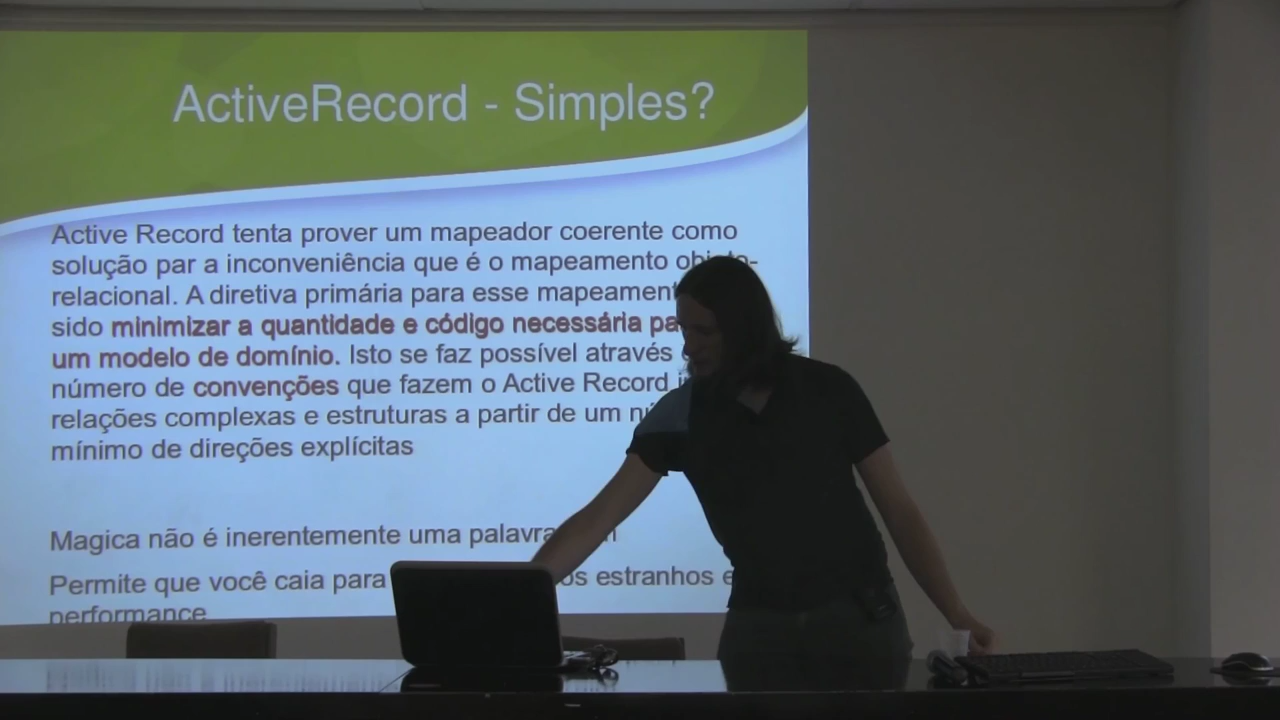 ActiveRecord - Simples?
Active Record tenta prover um mapeador coerente como
solução par a inconveniência que é o mapeamento
relacional. A diretiva primária para esse
sido minimizar a quantidade e código necessária
um modelo de domínio. Isto se faz possível através
número de convenções que fazem o Active Record
relações complexas e estruturas a partir de um
mínimo de direções explícitas
Magica não é inerentemente uma palavra
Permite que você caia para estranhos e
performance